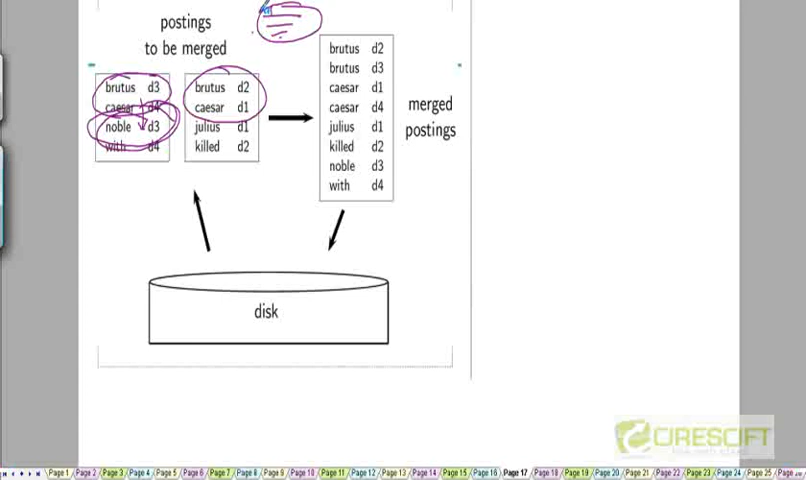 postings
to be merged
brutus d3
caesar d4
noble d3
with d4
brutus d2
caesar d1
julius d1
killed d2
brutus d2
brutus d3
caesar d1
caesar d4
julius d1
killed d2
noble d3
with d4
merged
postings
disk
Page 1 Page 2 Page 3 Page 4 Page 5 Page 6 Page 7 Page 8 Page 9 Page 10 Page 11 Page 12 Page 13 Page 14 Page 15 Page 16 Page 17 Page 18 Page 19 Page 20 Page 21 Page 22 Page 23 Page 24 Page 25 Page